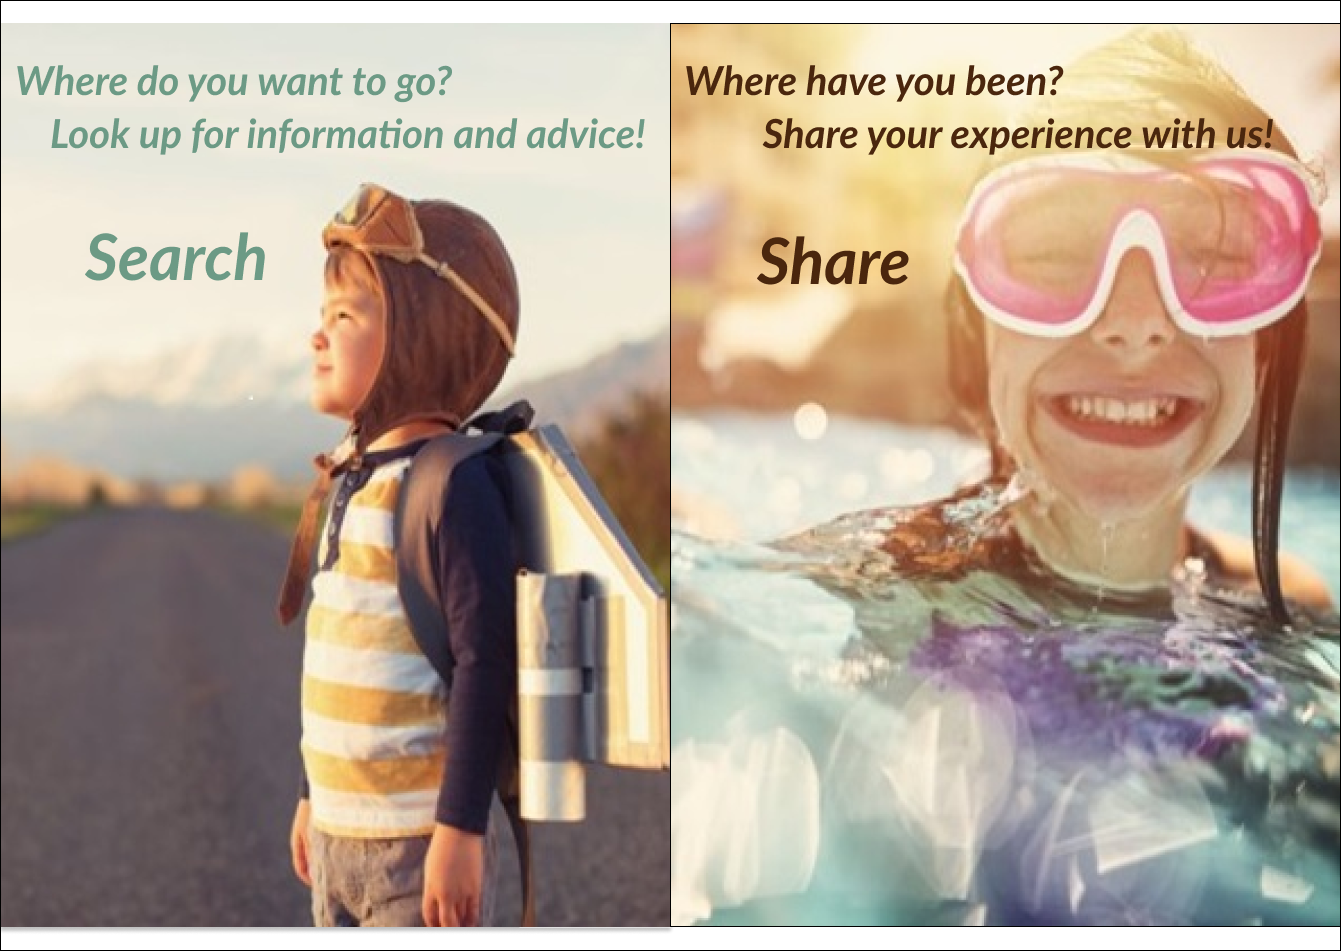 Where do you want to go?
Look up for information and advice!
Search
Where have you been?
Share your experience with us!
Share